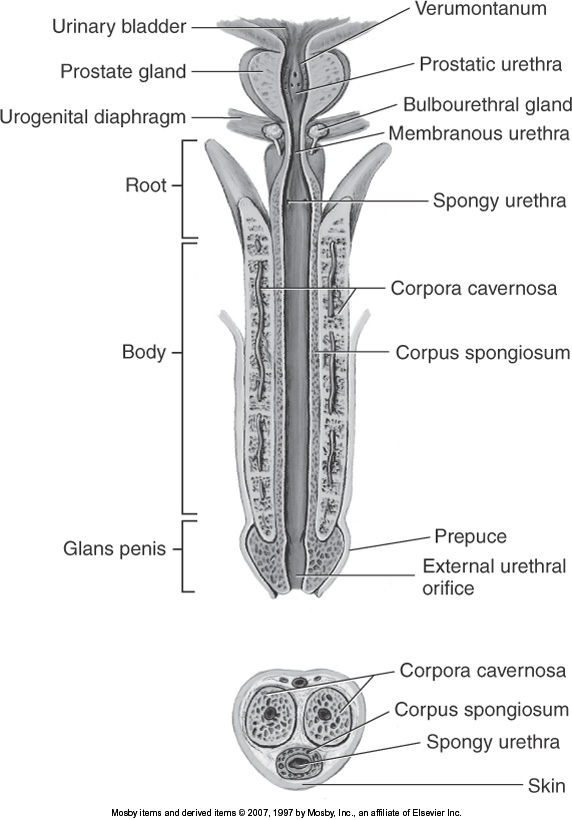 Urinary bladder
Verumontanum
Prostate gland
Prostatic urethra
Bulbourethral gland
Urogenital diaphragm
Membranous urethra
Root
Spongy urethra
Corpora cavernosa
Body
Corpus spongiosum
Prepuce
Glans penis
External urethral
orifice
Corpora cavernosa
Corpus spongiosum
Spongy urethra
Skin
Mosby items and derived items © 2007, 1997 by Mosby, Inc., an affiliate of Elsevier Inc.